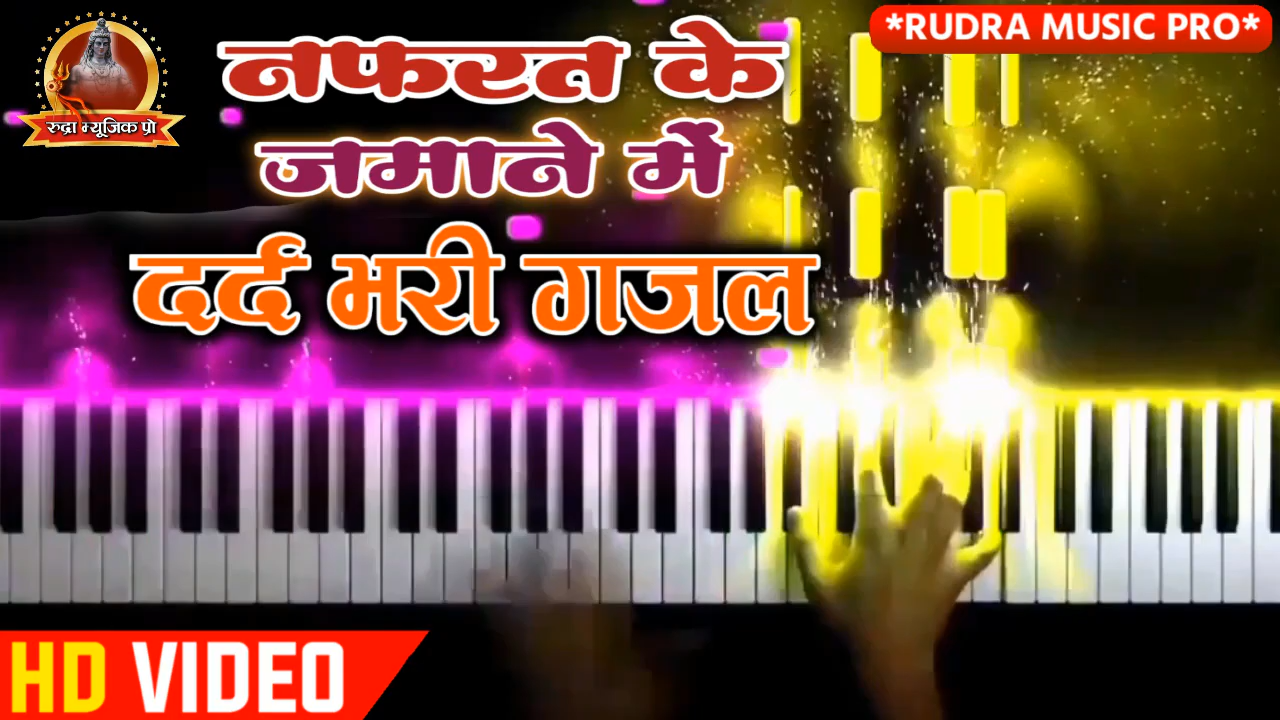 *RUDRA MUSIC PRO*
रुद्रा म्यूजिक प्रो
नफरत के
जमाने में
दर्द भरी गजल
HD VIDEO